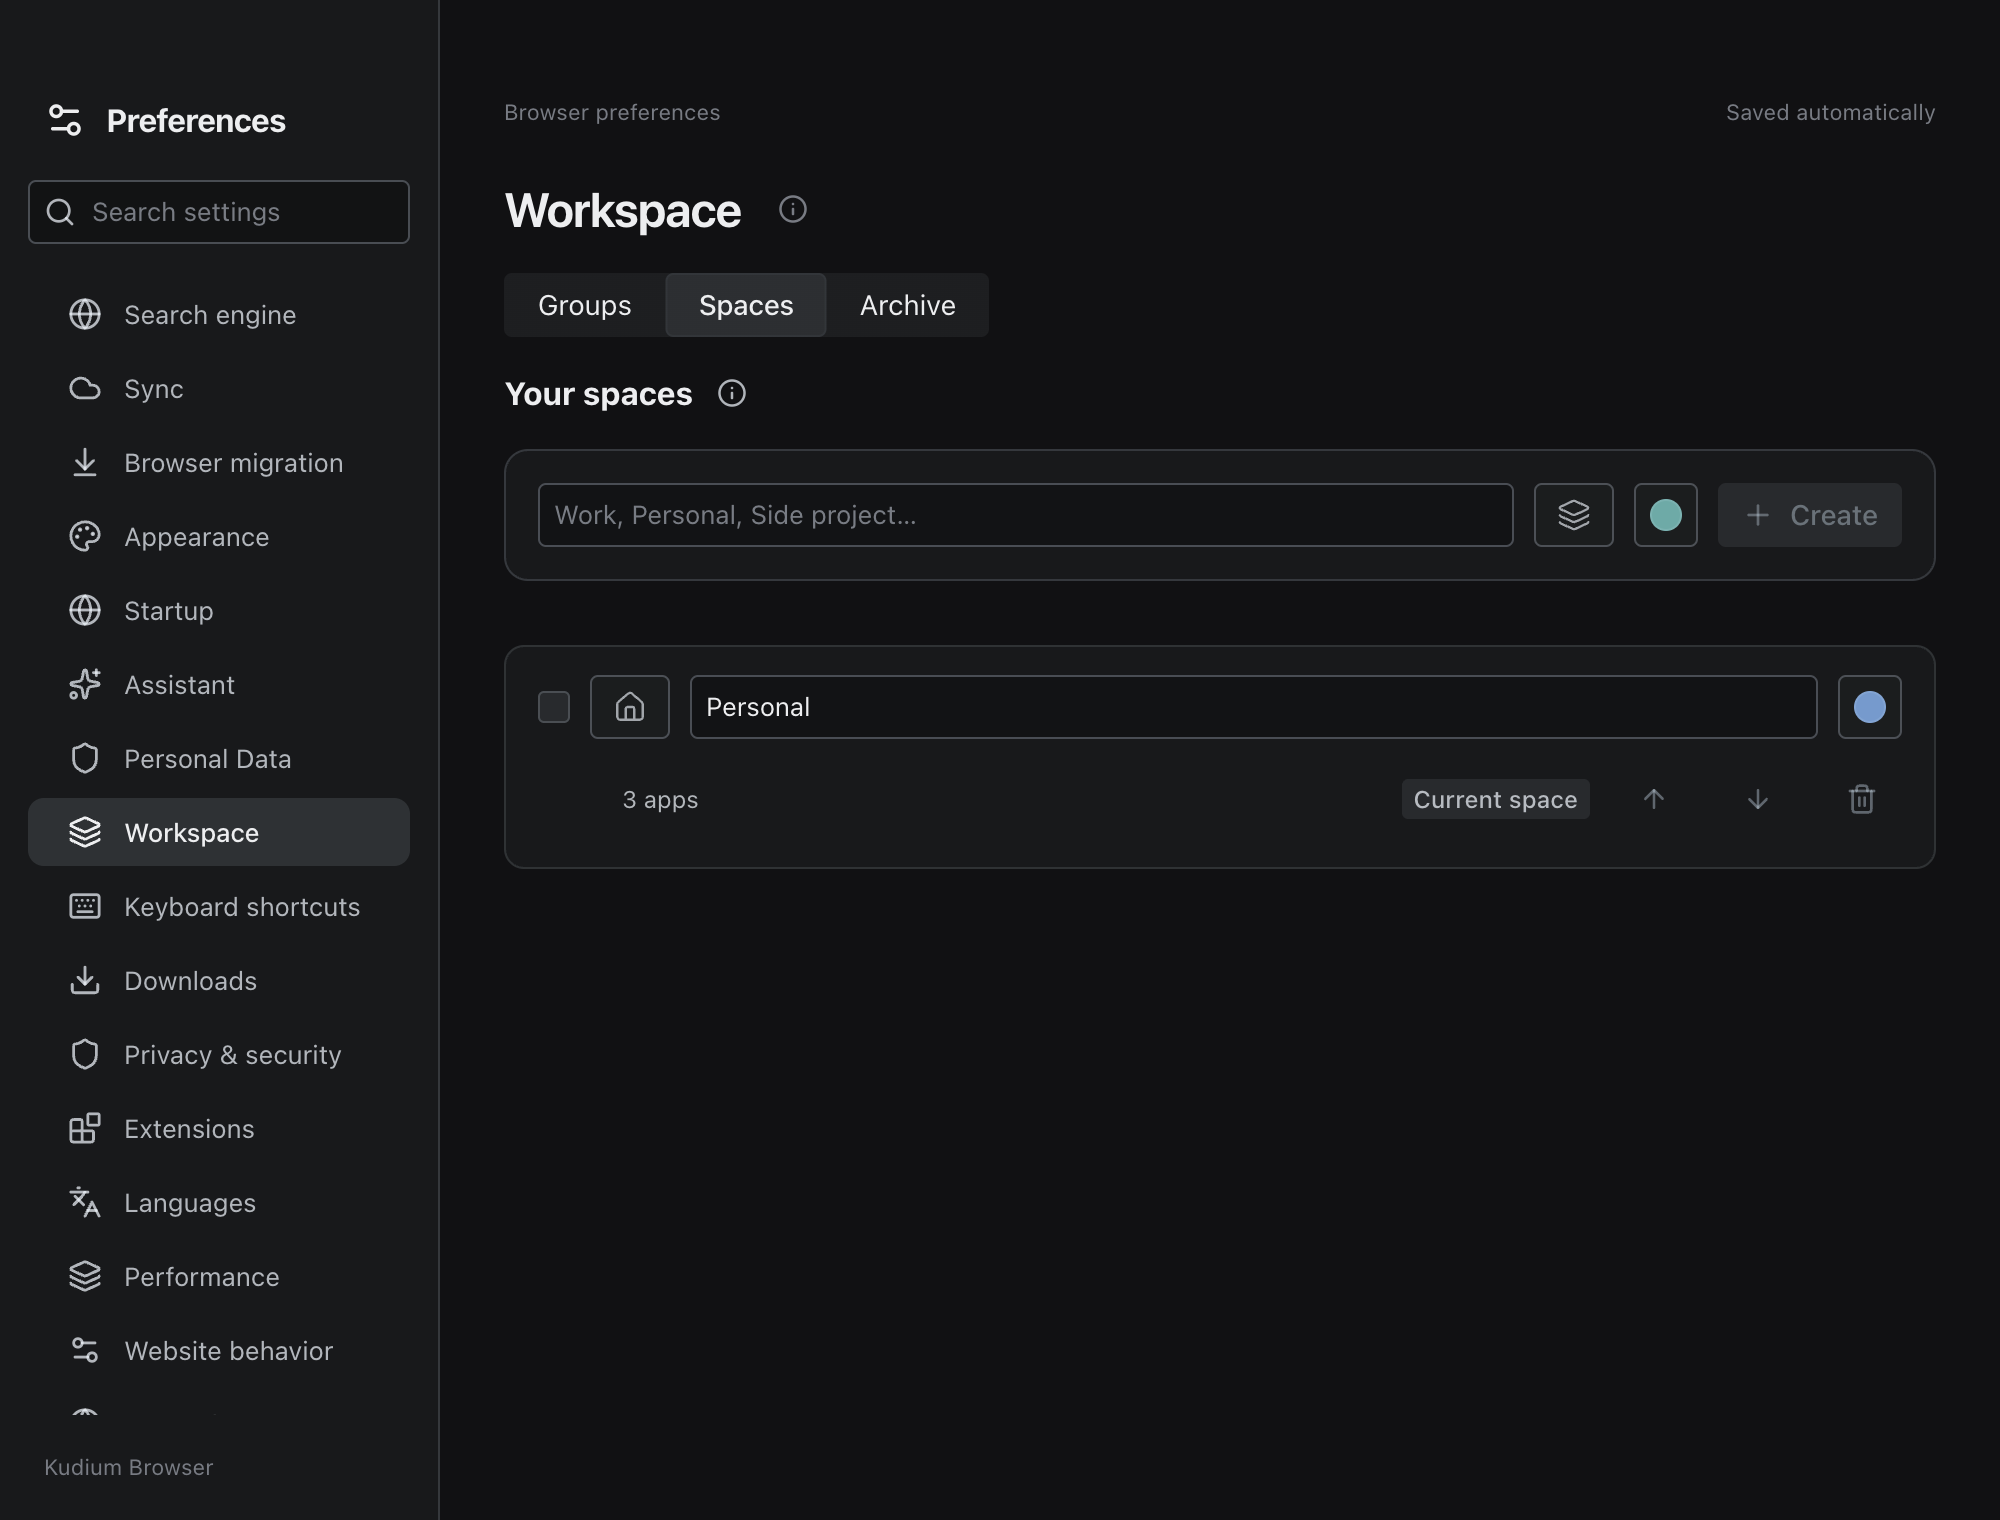 Preferences
Search settings
Search engine
Sync
Browser migration
Appearance
Startup
Assistant
Personal Data
Workspace
Keyboard shortcuts
Downloads
Privacy & security
Extensions
Languages
Performance
Website behavior
Kudium Browser
Browser preferences
Saved automatically
Workspace
Groups
Spaces
Archive
Your spaces
Work, Personal, Side project...
Create
Personal
3 apps
Current space